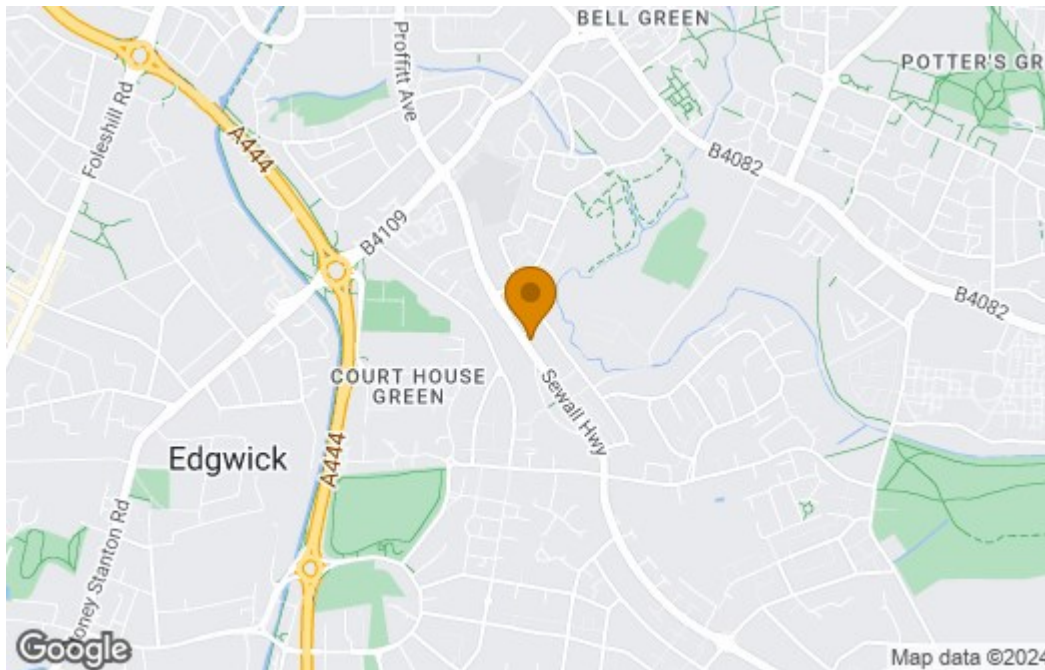 BELL GREEN
POTTER'S GR
Proffitt Ave
Foleshill Rd
A444
B4082
B4109
B4082
COURT HOUSE
GREEN
Sewall Hwy
Edgwick
A444
oney Stanton Rd
Google
Map data ©2024